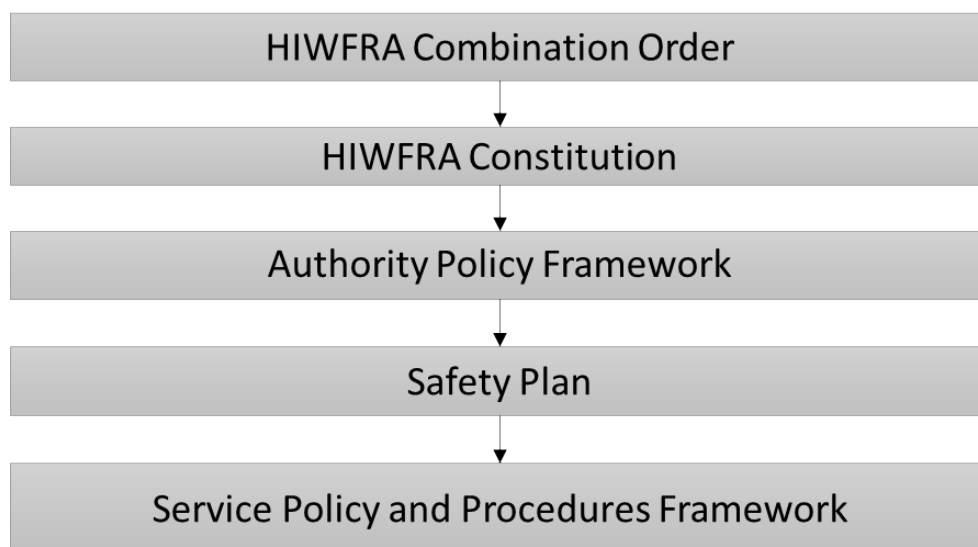 HIWFRA Combination Order
HIWFRA Constitution
Authority Policy Framework
Safety Plan
Service Policy and Procedures Framework